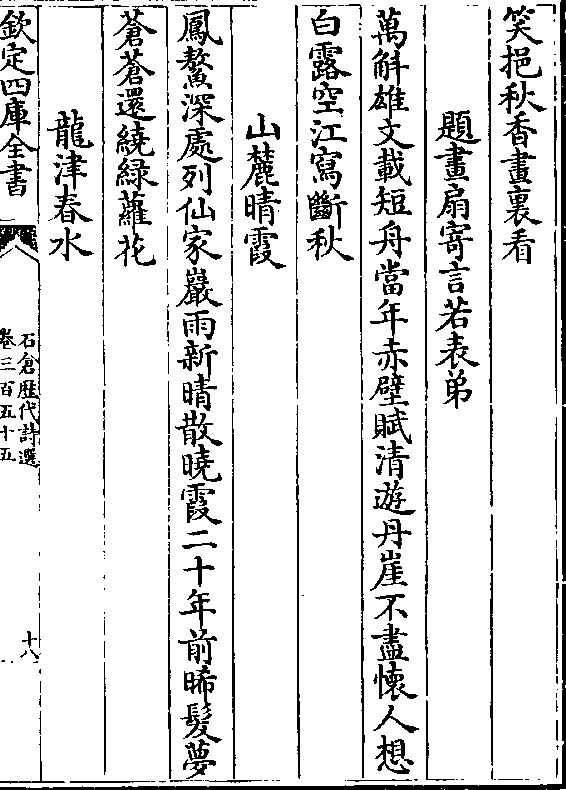 笑挹秋香畫裏看
題畫扇寄言若表弟
萬斛雄文載短舟當年赤壁賦清遊丹崖不盡懷人想
白露空江寫斷秋
山麓晴霞
鳳鰲深處列仙家巖雨新晴散曉霞二十年前晞髮夢
蒼蒼還繞綠蘿花
龍津春水
欽定四庫全書
石倉歷代詩選
卷三百五十五
十八